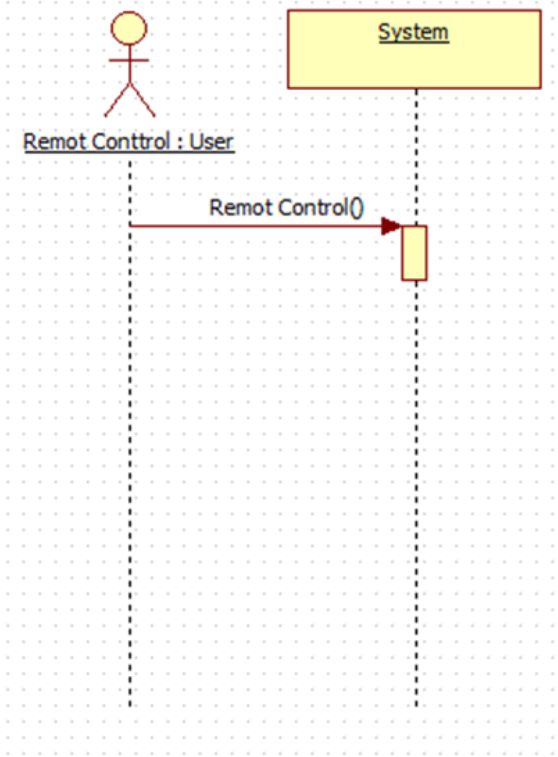 System
Remot Conttrol : User
Remot Control()